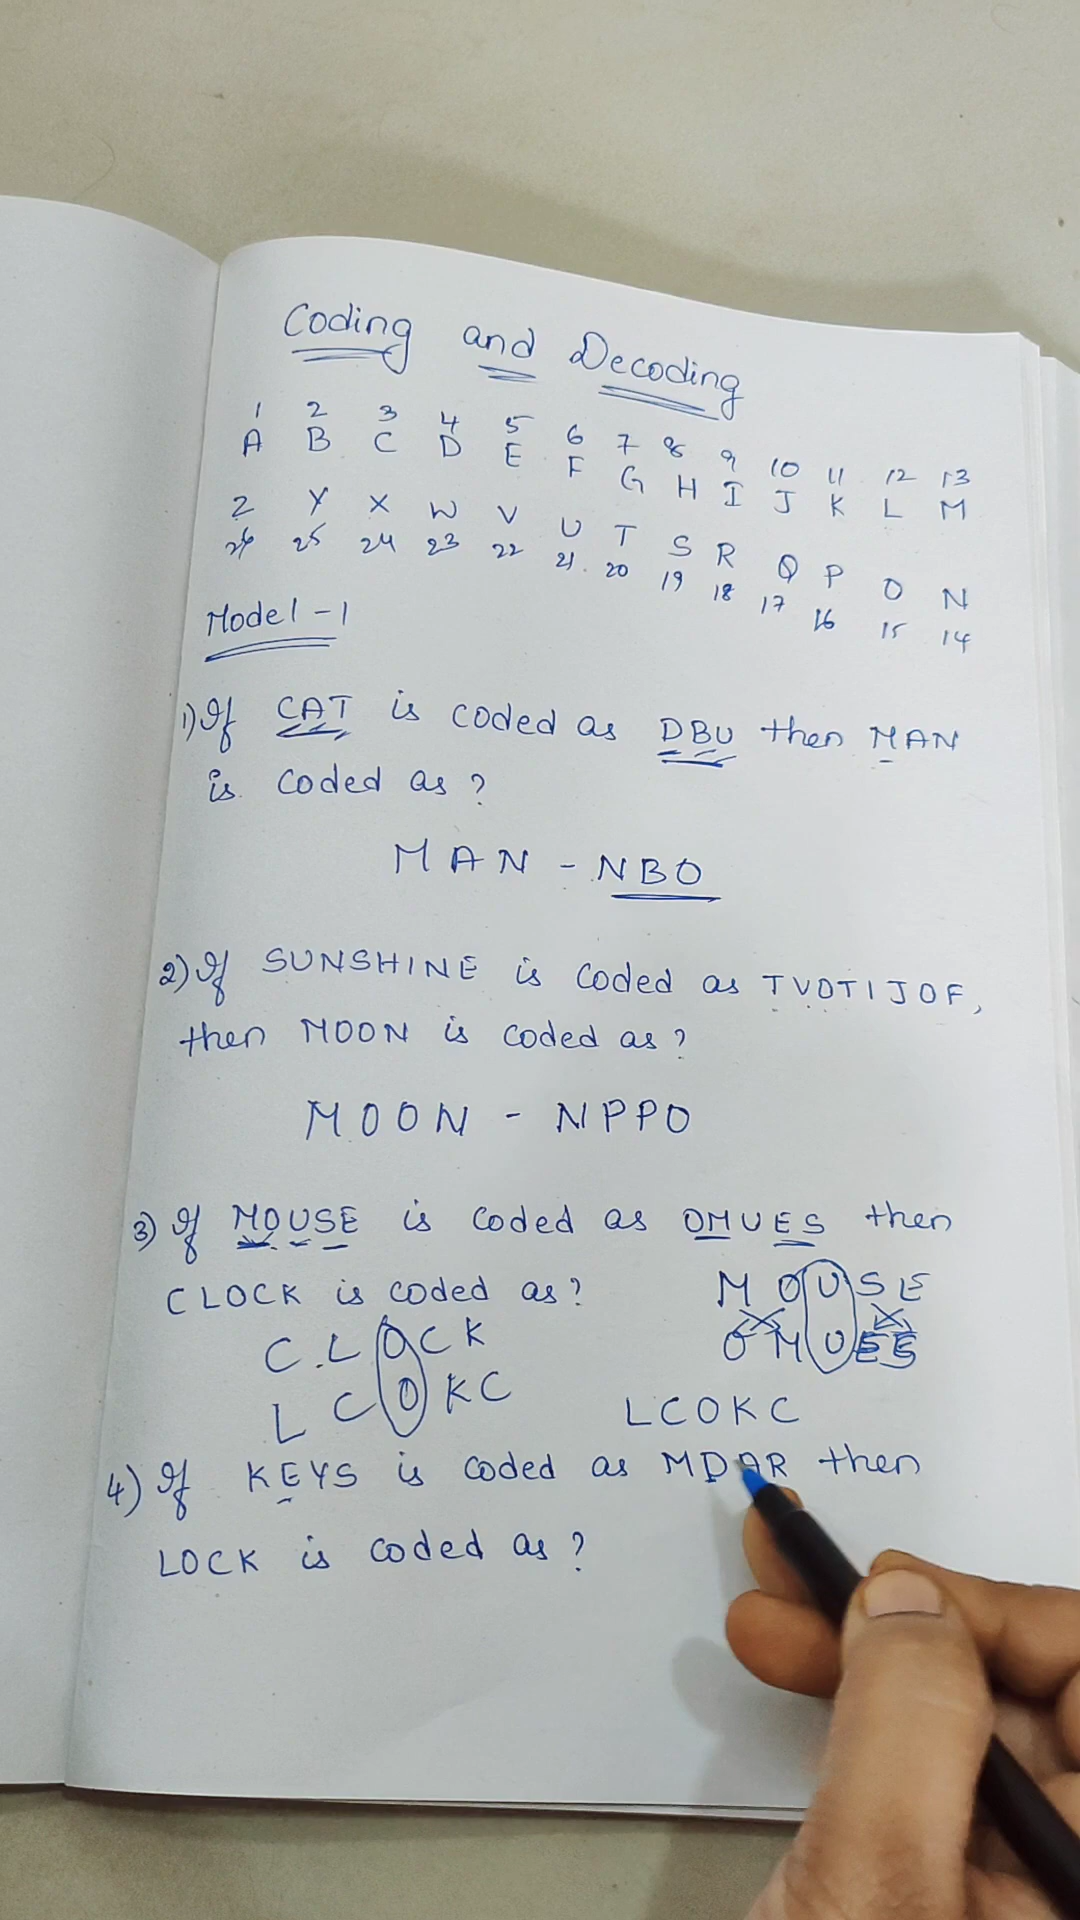 Coding and Decoding
1 2 3 4 5 6 7 8 9 10 11 12 13
A B C D E F G H I J K L M
Z Y X W V U T S R Q P O N
26 25 24 23 22 21 20 19 18 17 16 15 14
Model-1
1) If CAT is coded as DBU then MAN
is coded as?
MAN - NBO
2) If SUNSHINE is coded as TVOTIJOF,
then MOON is coded as?
MOON - NPPO
3) If MOUSE is coded as OMUES then
CLOCK is coded as?
MOUSE
OMUES
C.LOCK
LCOKC
LCOKC
4) If KEYS is coded as MDAR then
LOCK is coded as?